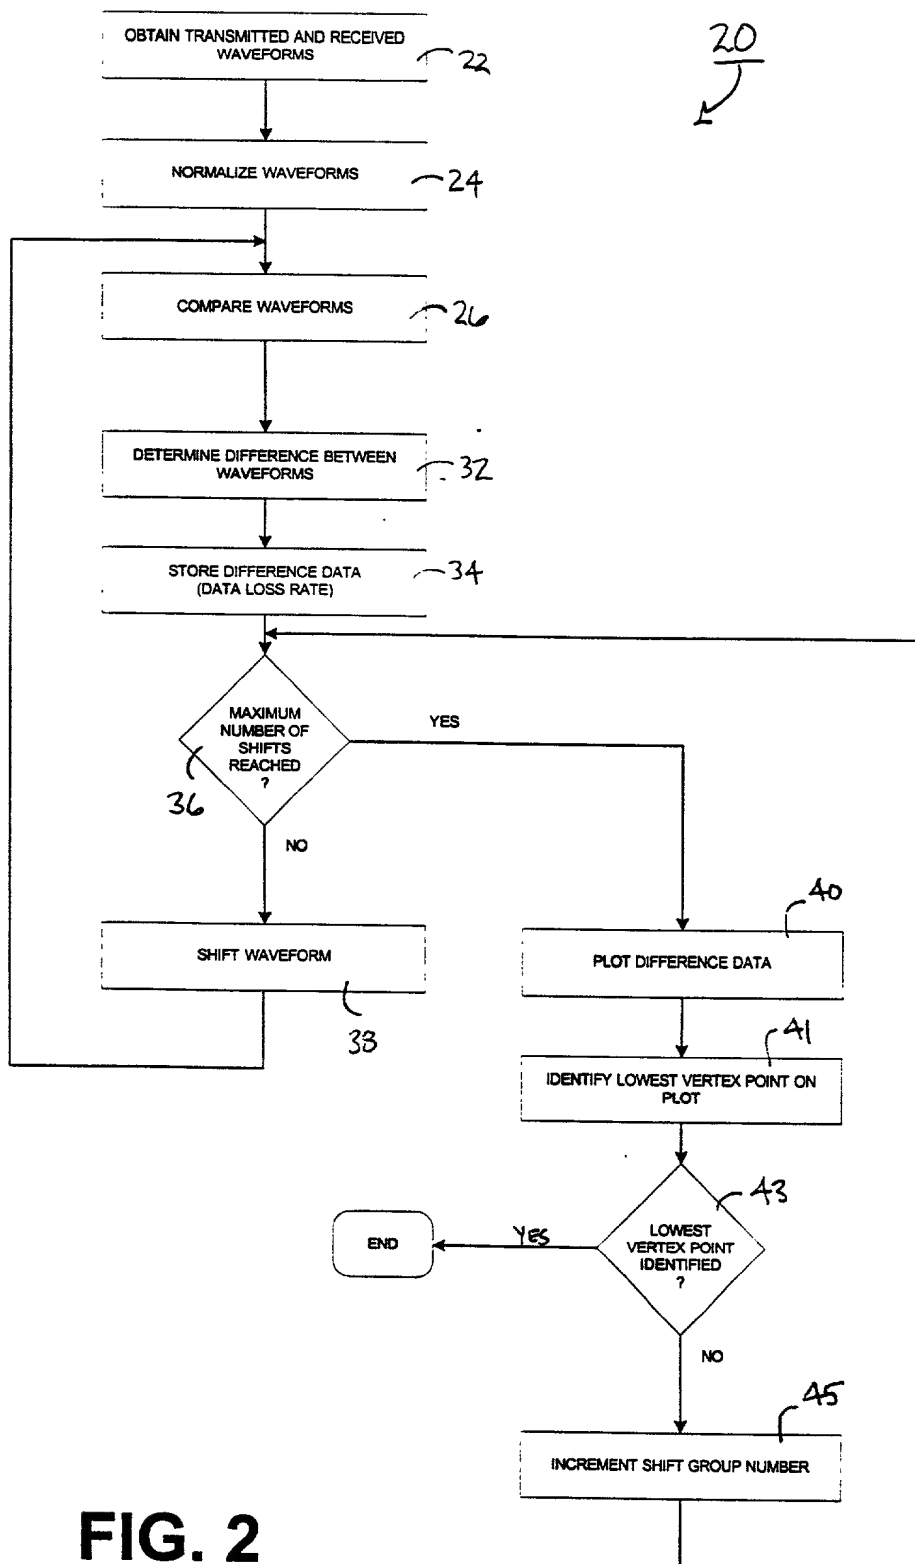 OBTAIN TRANSMITTED AND RECEIVED
WAVEFORMS
22
20
NORMALIZE WAVEFORMS
24
COMPARE WAVEFORMS
26
DETERMINE DIFFERENCE BETWEEN
WAVEFORMS
32
STORE DIFFERENCE DATA
(DATA LOSS RATE)
34
MAXIMUM
NUMBER OF
SHIFTS
REACHED
?
36
YES
NO
SHIFT WAVEFORM
38
PLOT DIFFERENCE DATA
40
IDENTIFY LOWEST VERTEX POINT ON
PLOT
41
LOWEST
VERTEX POINT
IDENTIFIED
?
43
YES
END
NO
INCREMENT SHIFT GROUP NUMBER
45
FIG. 2